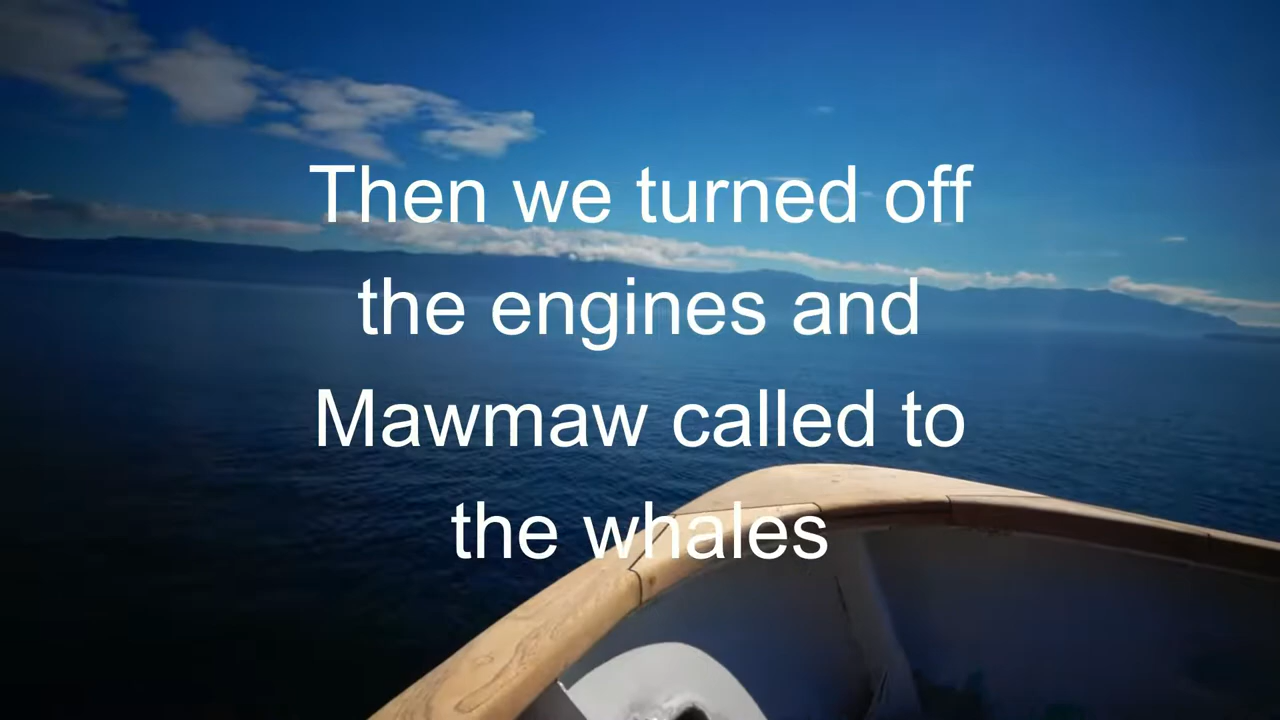 Then we turned off
the engines and
Mawmaw called to
the whales